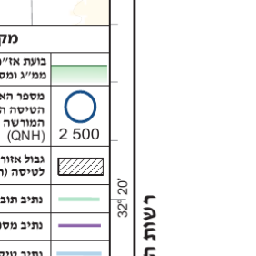 מק
בועת אז"מ
ממ"ג ומס
מספר הא
הטיסה ה
המורשה
(QNH)
2 500
גבול אזור
לטיסה
נתיב תוב
נתיב מס
נתיב
32° 20'
רשות ה